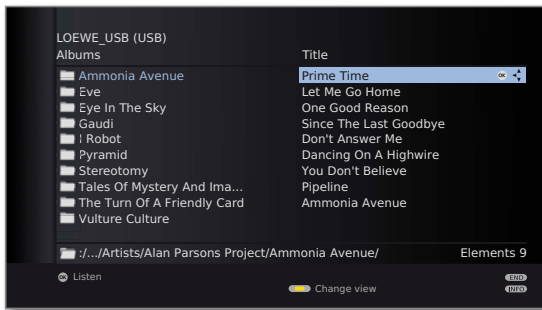 LOEWE_USB (USB)
Albums Title
Ammonia Avenue Prime Time OK
Eve Let Me Go Home
Eye In The Sky One Good Reason
Gaudi Since The Last Goodbye
I Robot Don't Answer Me
Pyramid Dancing On A Highwire
Stereotomy You Don't Believe
Tales Of Mystery And Ima... Pipeline
The Turn Of A Friendly Card Ammonia Avenue
Vulture Culture
:/.../Artists/Alan Parsons Project/Ammonia Avenue/ Elements 9
OK Listen END
Change view INFO